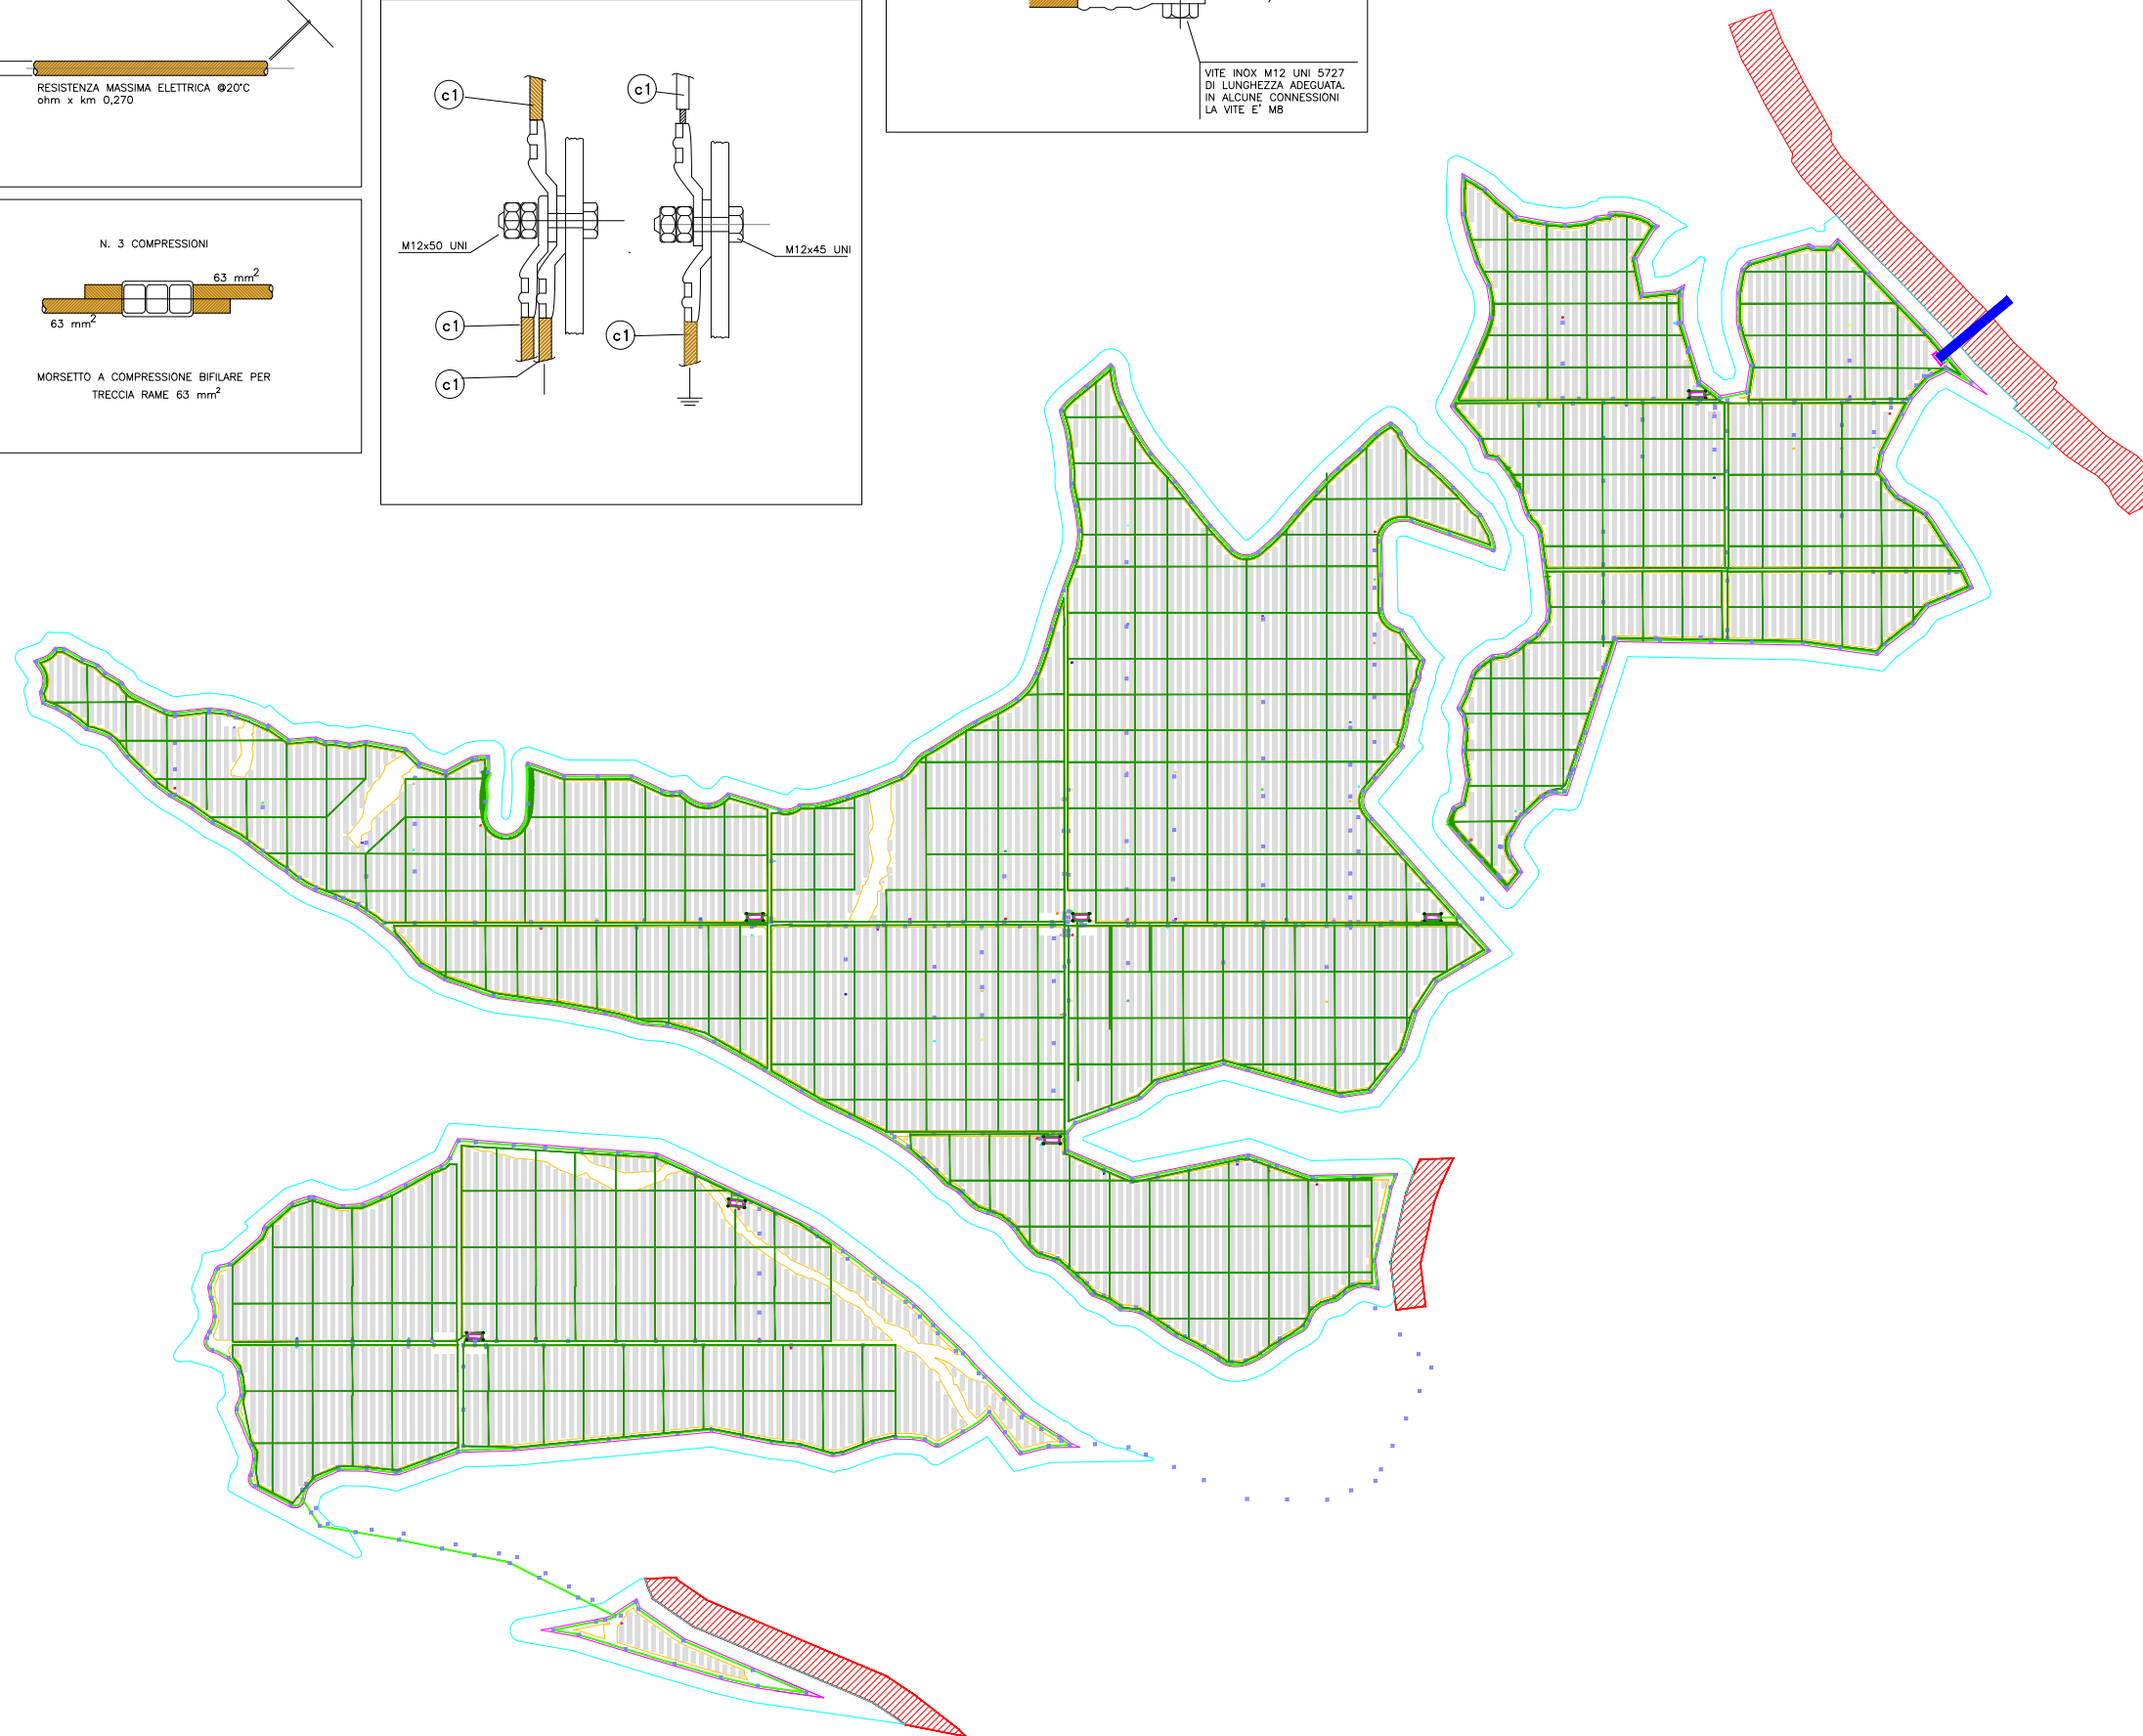 RESISTENZA MASSIMA ELETTRICA @20°C
ohm x km 0,270
N. 3 COMPRESSIONI
63 mm²
63 mm²
MORSETTO A COMPRESSIONE BIFILARE PER
TRECCIA RAME 63 mm²
c1
c1
M12x50 UNI
M12x45 UNI
c1
c1
c1
VITE INOX M12 UNI 5727
DI LUNGHEZZA ADEGUATA.
IN ALCUNE CONNESSIONI
LA VITE E' M8